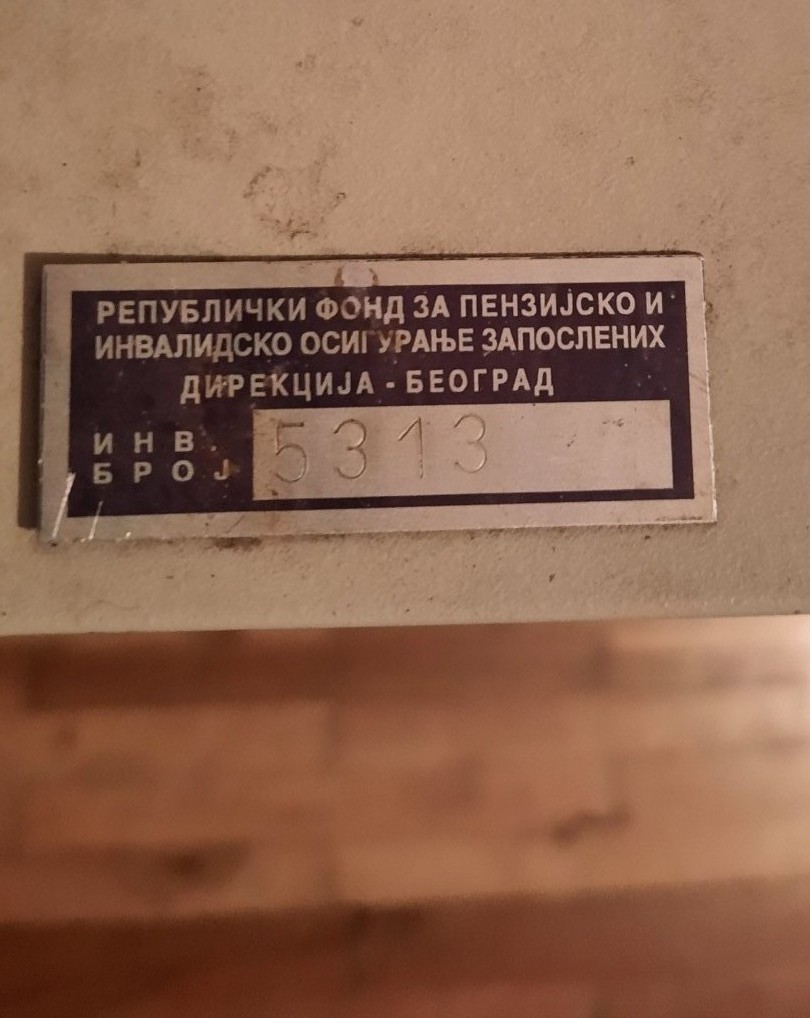 РЕПУБЛИЧКИ ФОНД ЗА ПЕНЗИЈСКО И
ИНВАЛИДСКО ОСИГУРАЊЕ ЗАПОСЛЕНИХ
ДИРЕКЦИЈА - БЕОГРАД
ИНВ.
БРОЈ 5313